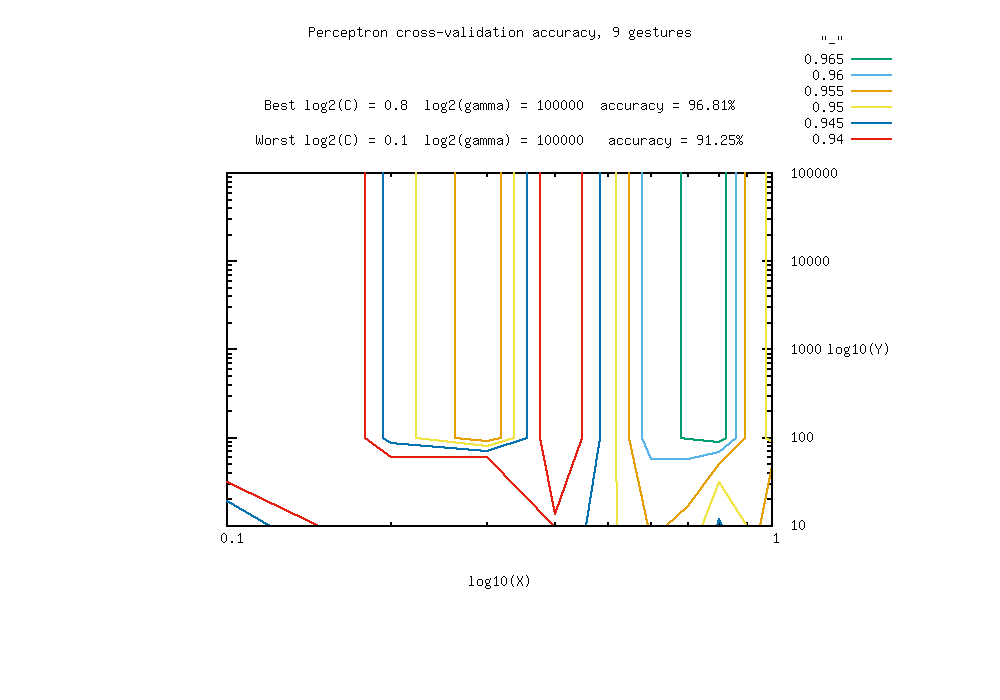 Perceptron cross-validation accuracy, 9 gestures
"_"
0.965
0.96
0.955
0.95
0.945
0.94
Best log2(C) = 0.8  log2(gamma) = 100000  accuracy = 96.81%
Worst log2(C) = 0.1  log2(gamma) = 100000   accuracy = 91.25%
100000
10000
1000
log10(Y)
100
10
0.1
1
log10(X)